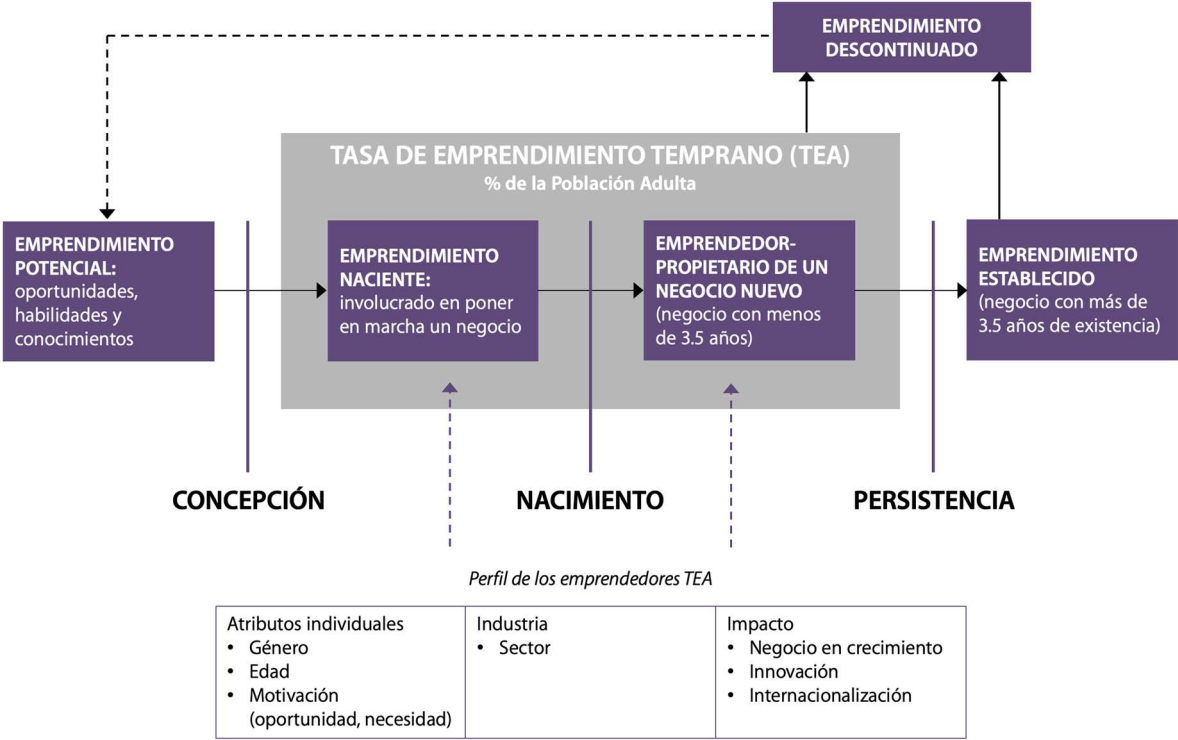 EMPRENDIMIENTO
DESCONTINUADO
TASA DE EMPRENDIMIENTO TEMPRANO (TEA)
% de la Población Adulta
EMPRENDIMIENTO
POTENCIAL:
oportunidades,
habilidades y
conocimientos
EMPRENDIMIENTO
NACIENTE:
involucrado en poner
en marcha un negocio
EMPRENDEDOR-
PROPIETARIO DE UN
NEGOCIO NUEVO
(negocio con menos
de 3.5 años)
EMPRENDIMIENTO
ESTABLECIDO
(negocio con más de
3.5 años de existencia)
CONCEPCIÓN
NACIMIENTO
PERSISTENCIA
Perfil de los emprendedores TEA
Atributos individuales
• Género
• Edad
• Motivación
(oportunidad, necesidad)
Industria
• Sector
Impacto
• Negocio en crecimiento
• Innovación
• Internacionalización